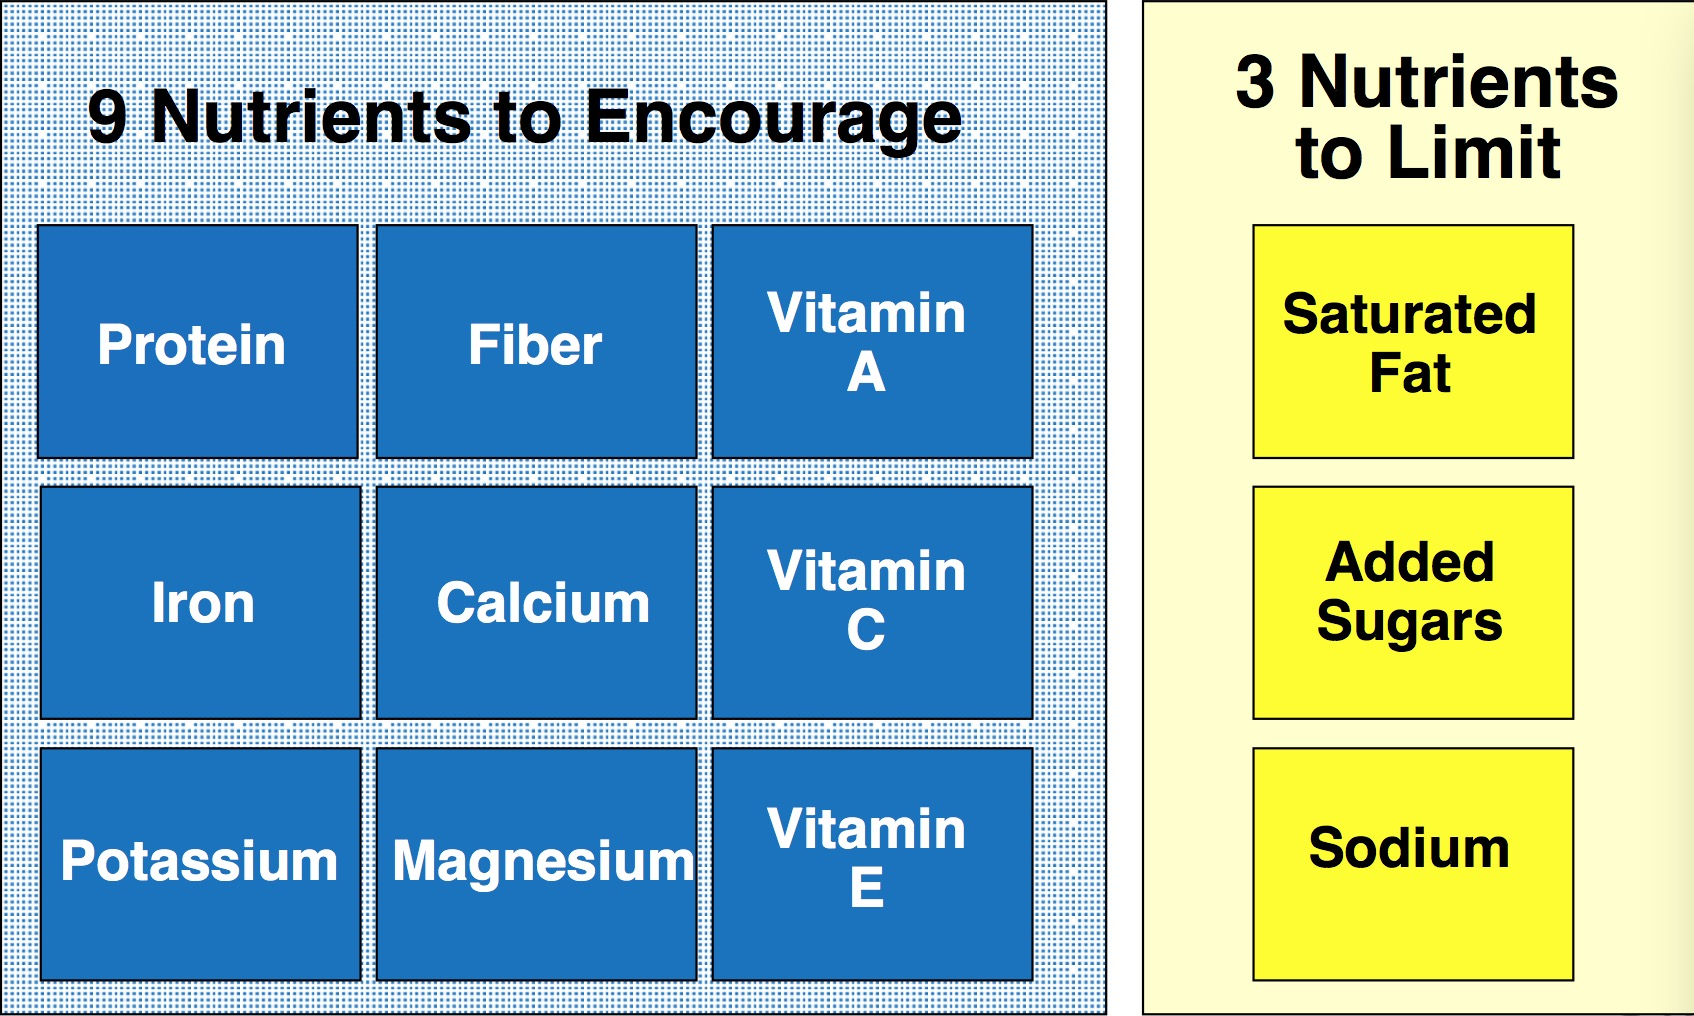 9 Nutrients to Encourage
Protein
Fiber
Vitamin
A
Iron
Calcium
Vitamin
C
Potassium
Magnesium
Vitamin
E
3 Nutrients
to Limit
Saturated
Fat
Added
Sugars
Sodium